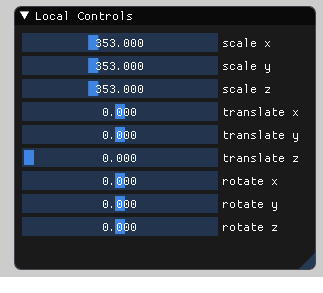 Local Controls
353.000 scale x
353.000 scale y
353.000 scale z
0.000 translate x
0.000 translate y
0.000 translate z
0.000 rotate x
0.000 rotate y
0.000 rotate z